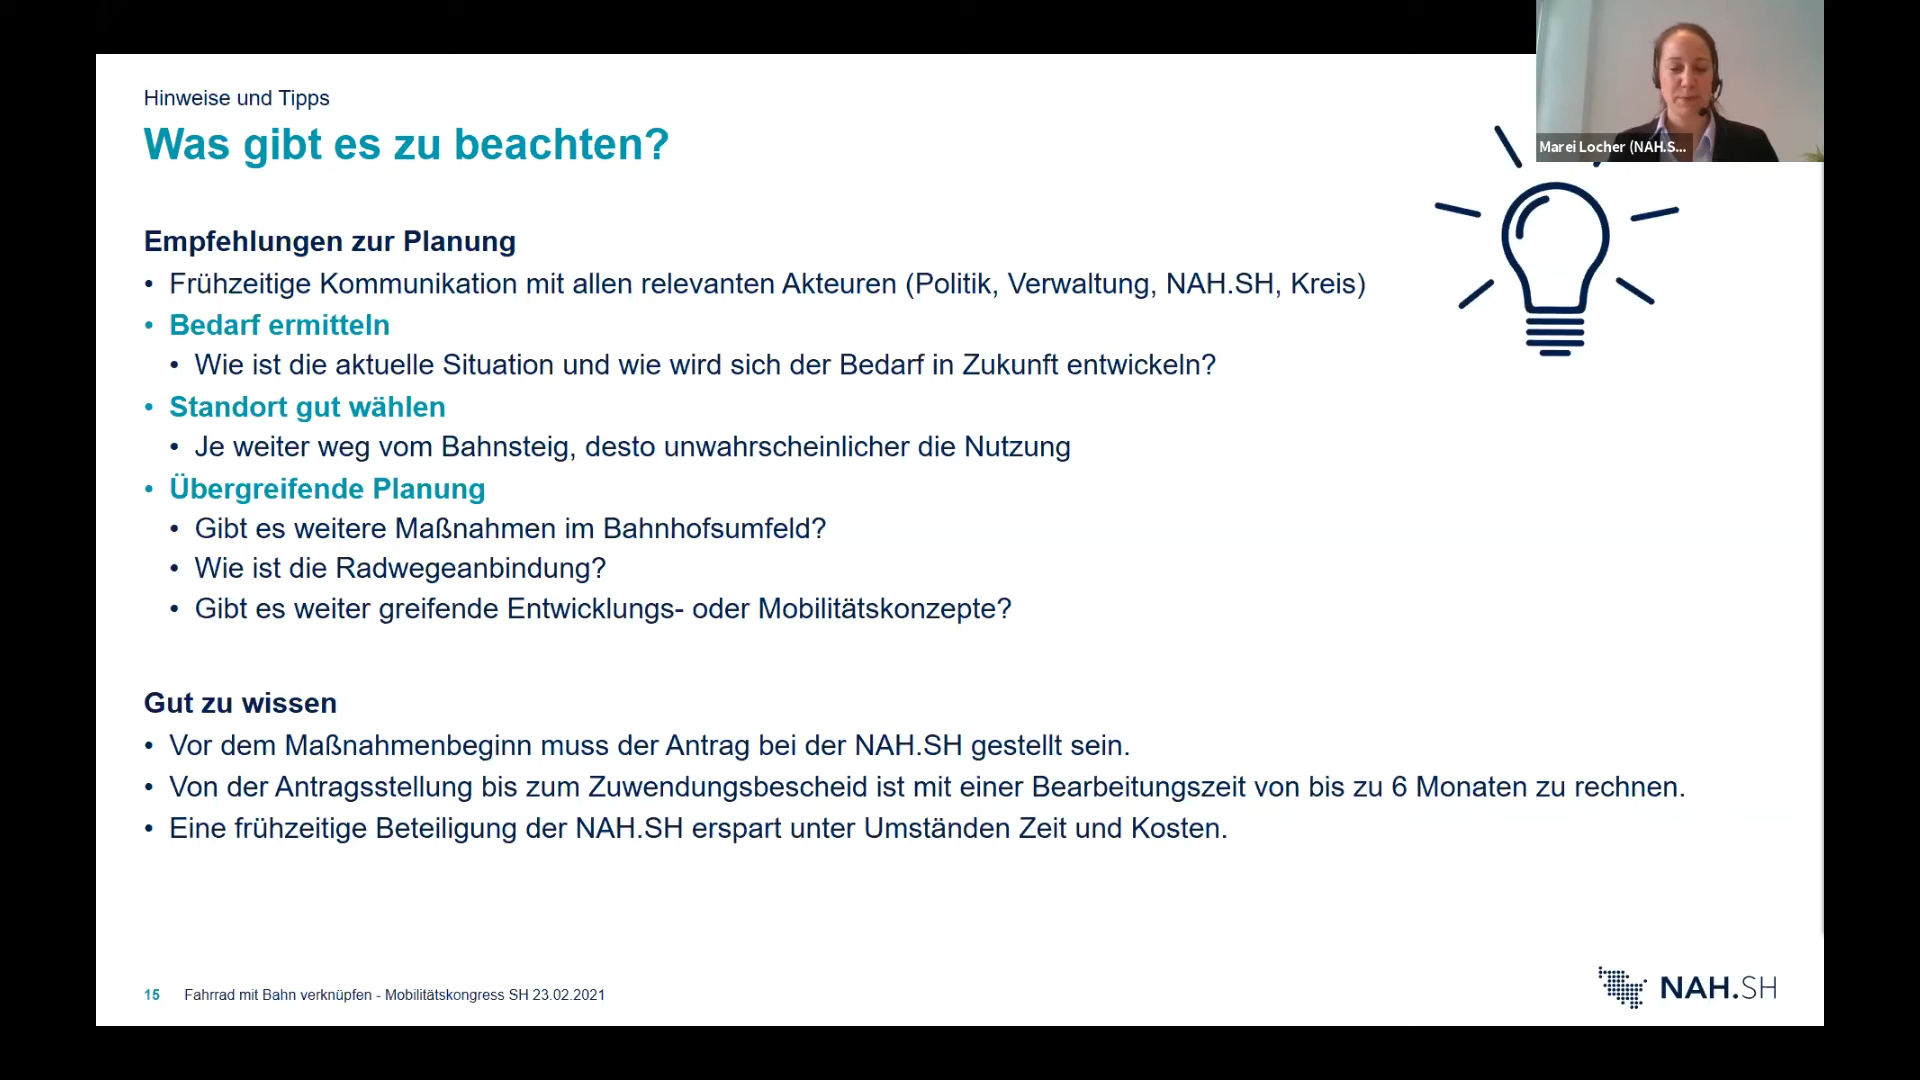 Hinweise und Tipps
Was gibt es zu beachten?
Marei Locher (NAH.S...
Empfehlungen zur Planung
• Frühzeitige Kommunikation mit allen relevanten Akteuren (Politik, Verwaltung, NAH.SH, Kreis)
• Bedarf ermitteln
• Wie ist die aktuelle Situation und wie wird sich der Bedarf in Zukunft entwickeln?
• Standort gut wählen
• Je weiter weg vom Bahnsteig, desto unwahrscheinlicher die Nutzung
• Übergreifende Planung
• Gibt es weitere Maßnahmen im Bahnhofsumfeld?
• Wie ist die Radwegeanbindung?
• Gibt es weiter greifende Entwicklungs- oder Mobilitätskonzepte?
Gut zu wissen
• Vor dem Maßnahmenbeginn muss der Antrag bei der NAH.SH gestellt sein.
• Von der Antragsstellung bis zum Zuwendungsbescheid ist mit einer Bearbeitungszeit von bis zu 6 Monaten zu rechnen.
• Eine frühzeitige Beteiligung der NAH.SH erspart unter Umständen Zeit und Kosten.
15 Fahrrad mit Bahn verknüpfen - Mobilitätskongress SH 23.02.2021
NAH.SH